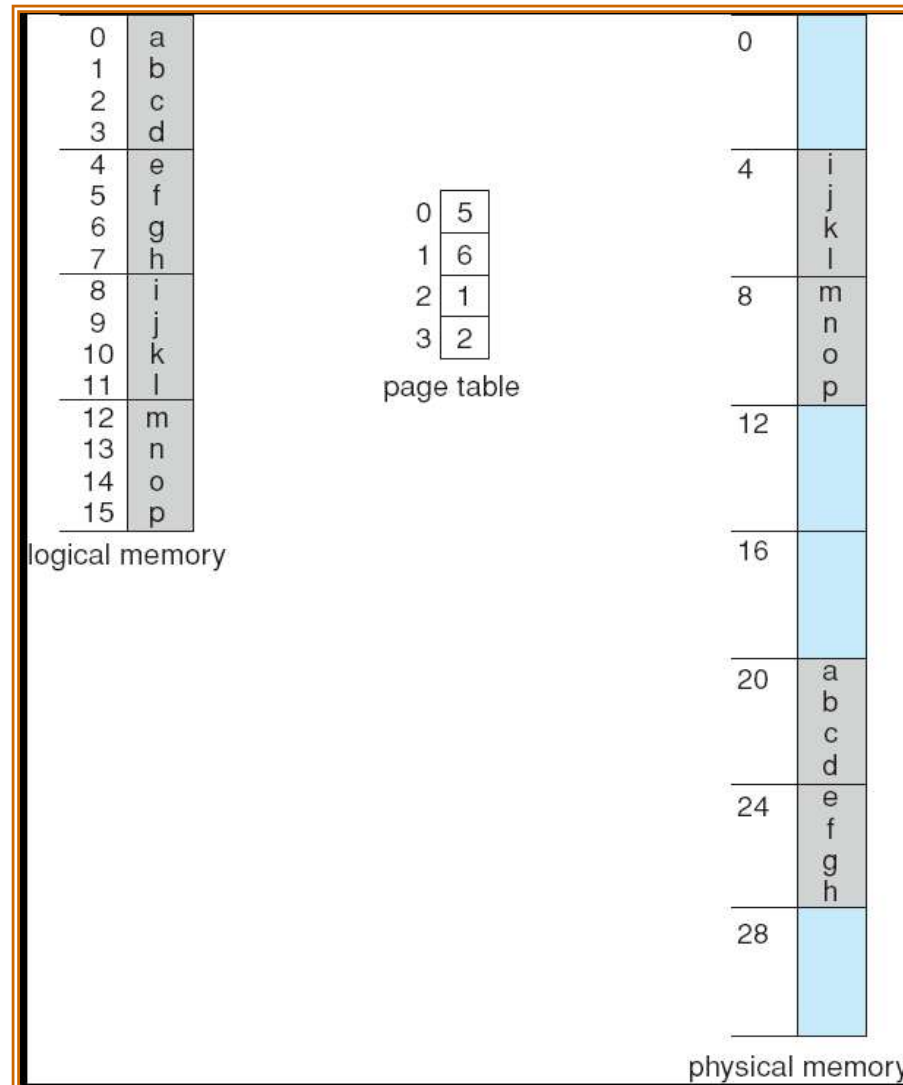 0 a
1 b
2 c
3 d
4 e
5 f
6 g
7 h
8 i
9 j
10 k
11 l
12 m
13 n
14 o
15 p
logical memory
0 5
1 6
2 1
3 2
page table
0
4 i
j
k
l
8 m
n
o
p
12
16
20 a
b
c
d
24 e
f
g
h
28
physical memory